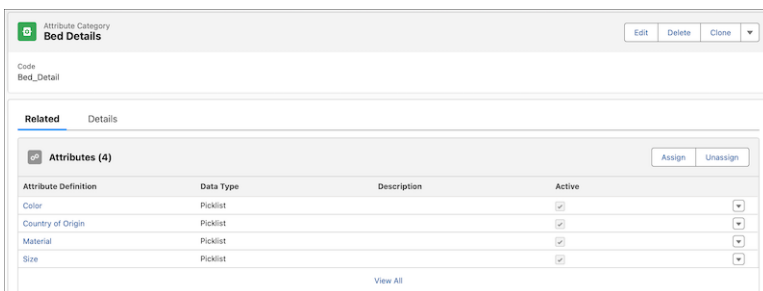 Attribute Category
Bed Details
Edit Delete Clone
Code
Bed_Detail
Related Details
Attributes (4)
Assign Unassign
Attribute Definition Data Type Description Active
Color Picklist
Country of Origin Picklist
Material Picklist
Size Picklist
View All